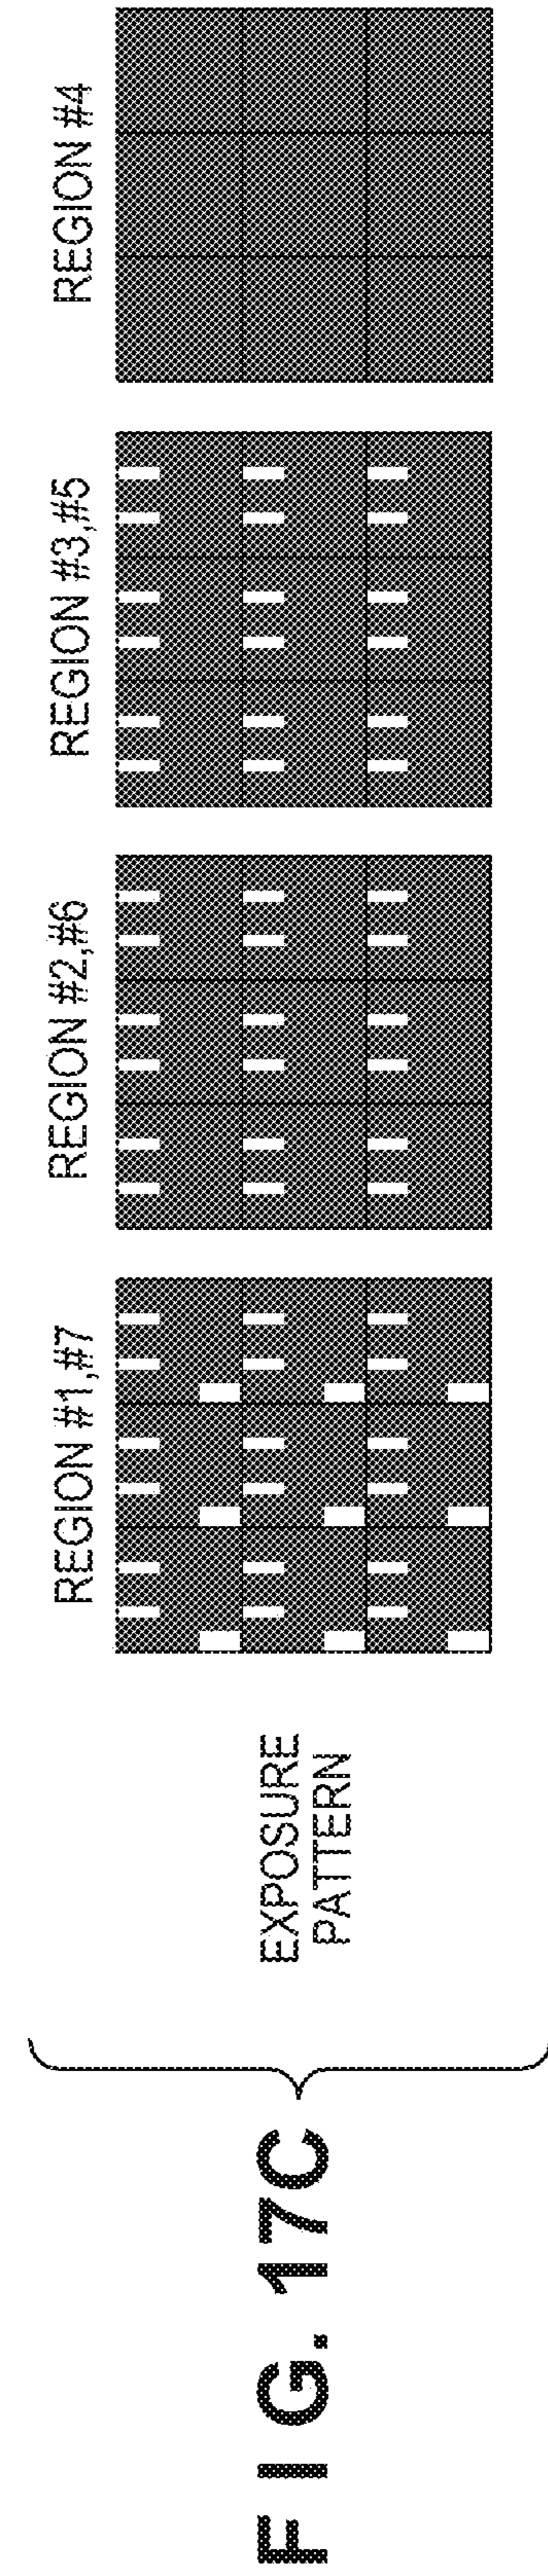 FIG. 17C
EXPOSURE
PATTERN
REGION #1,#7
REGION #2,#6
REGION #3,#5
REGION #4